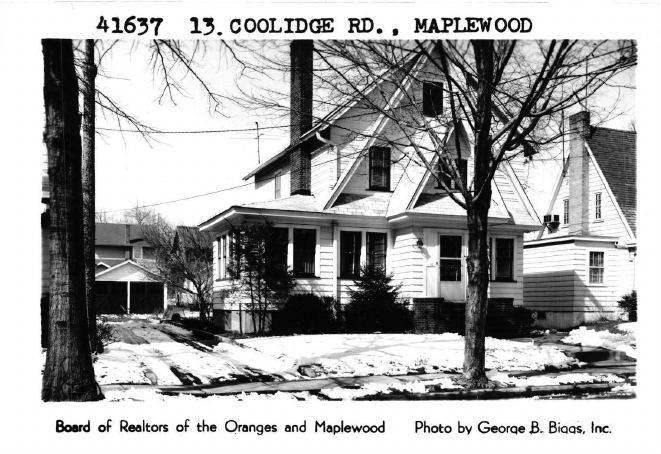 41637 13. COOLIDGE RD., MAPLEWOOD
Board of Realtors of the Oranges and Maplewood Photo by George B. Biggs, Inc.